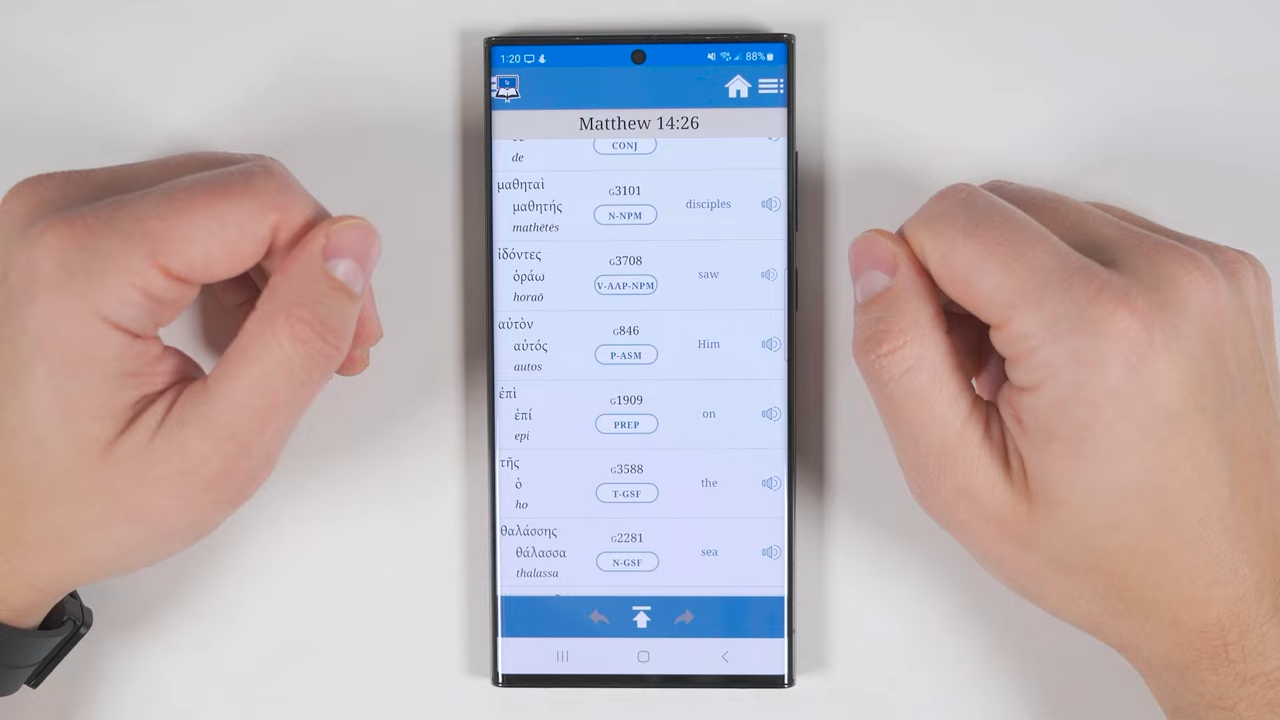 1:20
88%
Matthew 14:26
de
CONJ
μαθηταὶ
μαθητής
mathētēs
G3101
N-NPM
disciples
ἰδόντες
ὁράω
horaō
G3708
V-AAP-NPM
saw
αὐτὸν
αὐτός
autos
G846
P-ASM
Him
ἐπὶ
ἐπί
epi
G1909
PREP
on
τῆς
ὁ
ho
G3588
T-GSF
the
θαλάσσης
θάλασσα
thalassa
G2281
N-GSF
sea